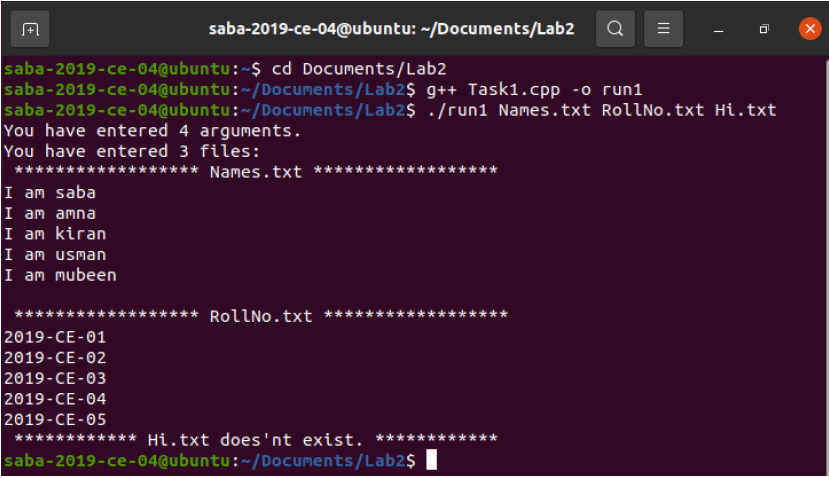 saba-2019-ce-04@ubuntu: ~/Documents/Lab2
saba-2019-ce-04@ubuntu:~$ cd Documents/Lab2
saba-2019-ce-04@ubuntu:~/Documents/Lab2$ g++ Task1.cpp -o run1
saba-2019-ce-04@ubuntu:~/Documents/Lab2$ ./run1 Names.txt RollNo.txt Hi.txt
You have entered 4 arguments.
You have entered 3 files:
 ****************** Names.txt ******************
I am saba
I am amna
I am kiran
I am usman
I am mubeen

 ****************** RollNo.txt ******************
2019-CE-01
2019-CE-02
2019-CE-03
2019-CE-04
2019-CE-05
 ************ Hi.txt does'nt exist. ************
saba-2019-ce-04@ubuntu:~/Documents/Lab2$